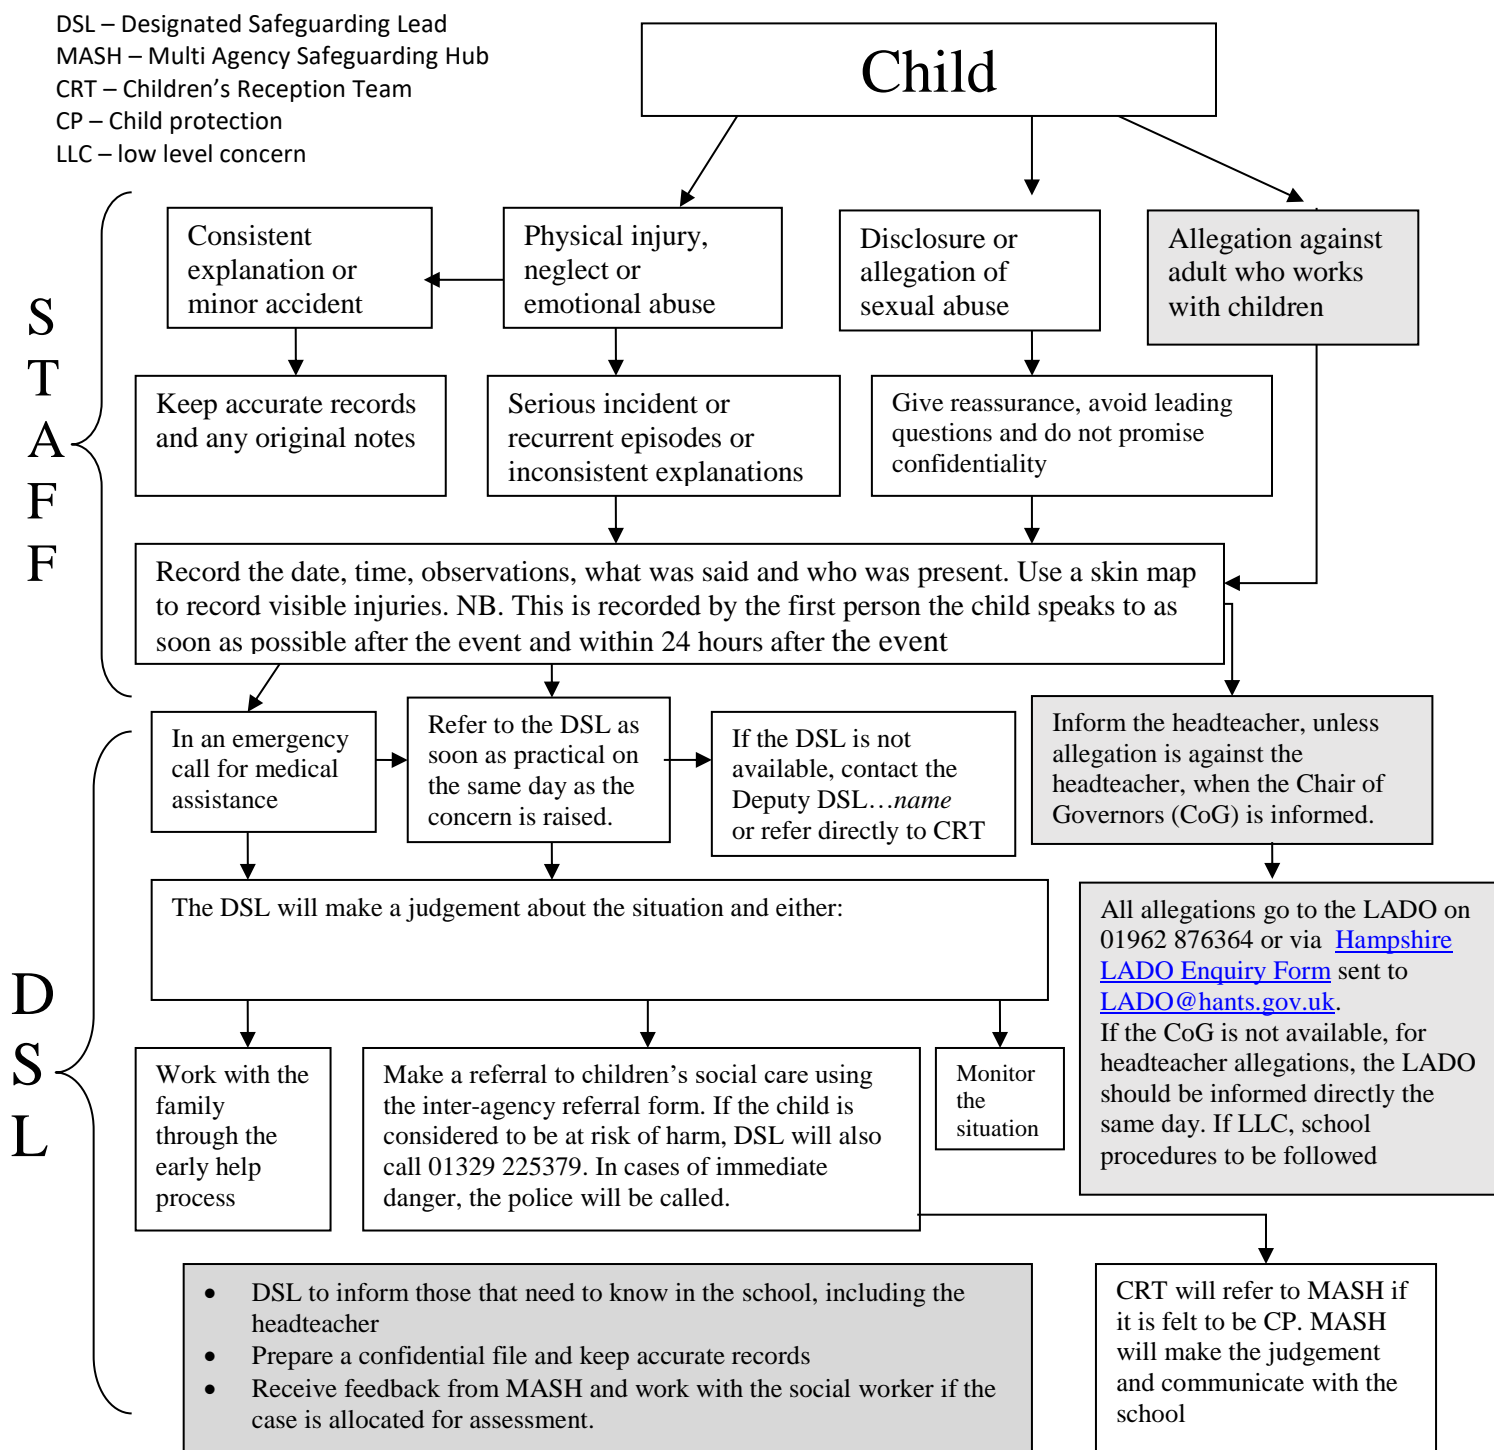 DSL – Designated Safeguarding Lead
MASH – Multi Agency Safeguarding Hub
CRT – Children's Reception Team
CP – Child protection
LLC – low level concern
Child
S
T
A
F
F
Consistent
explanation or
minor accident
Physical injury,
neglect or
emotional abuse
Disclosure or
allegation of
sexual abuse
Allegation against
adult who works
with children
Keep accurate records
and any original notes
Serious incident or
recurrent episodes or
inconsistent explanations
Give reassurance, avoid leading
questions and do not promise
confidentiality
Record the date, time, observations, what was said and who was present. Use a skin map
to record visible injuries. NB. This is recorded by the first person the child speaks to as
soon as possible after the event and within 24 hours after the event
D
S
L
In an emergency
call for medical
assistance
Refer to the DSL as
soon as practical on
the same day as the
concern is raised.
If the DSL is not
available, contact the
Deputy DSL…name
or refer directly to CRT
Inform the headteacher, unless
allegation is against the
headteacher, when the Chair of
Governors (CoG) is informed.
The DSL will make a judgement about the situation and either:
All allegations go to the LADO on
01962 876364 or via Hampshire
LADO Enquiry Form sent to
LADO@hants.gov.uk.
If the CoG is not available, for
headteacher allegations, the LADO
should be informed directly the
same day. If LLC, school
procedures to be followed
Work with the
family
through the
early help
process
Make a referral to children's social care using
the inter-agency referral form. If the child is
considered to be at risk of harm, DSL will also
call 01329 225379. In cases of immediate
danger, the police will be called.
Monitor
the
situation
• DSL to inform those that need to know in the school, including the
headteacher
• Prepare a confidential file and keep accurate records
• Receive feedback from MASH and work with the social worker if the
case is allocated for assessment.
CRT will refer to MASH if
it is felt to be CP. MASH
will make the judgement
and communicate with the
school